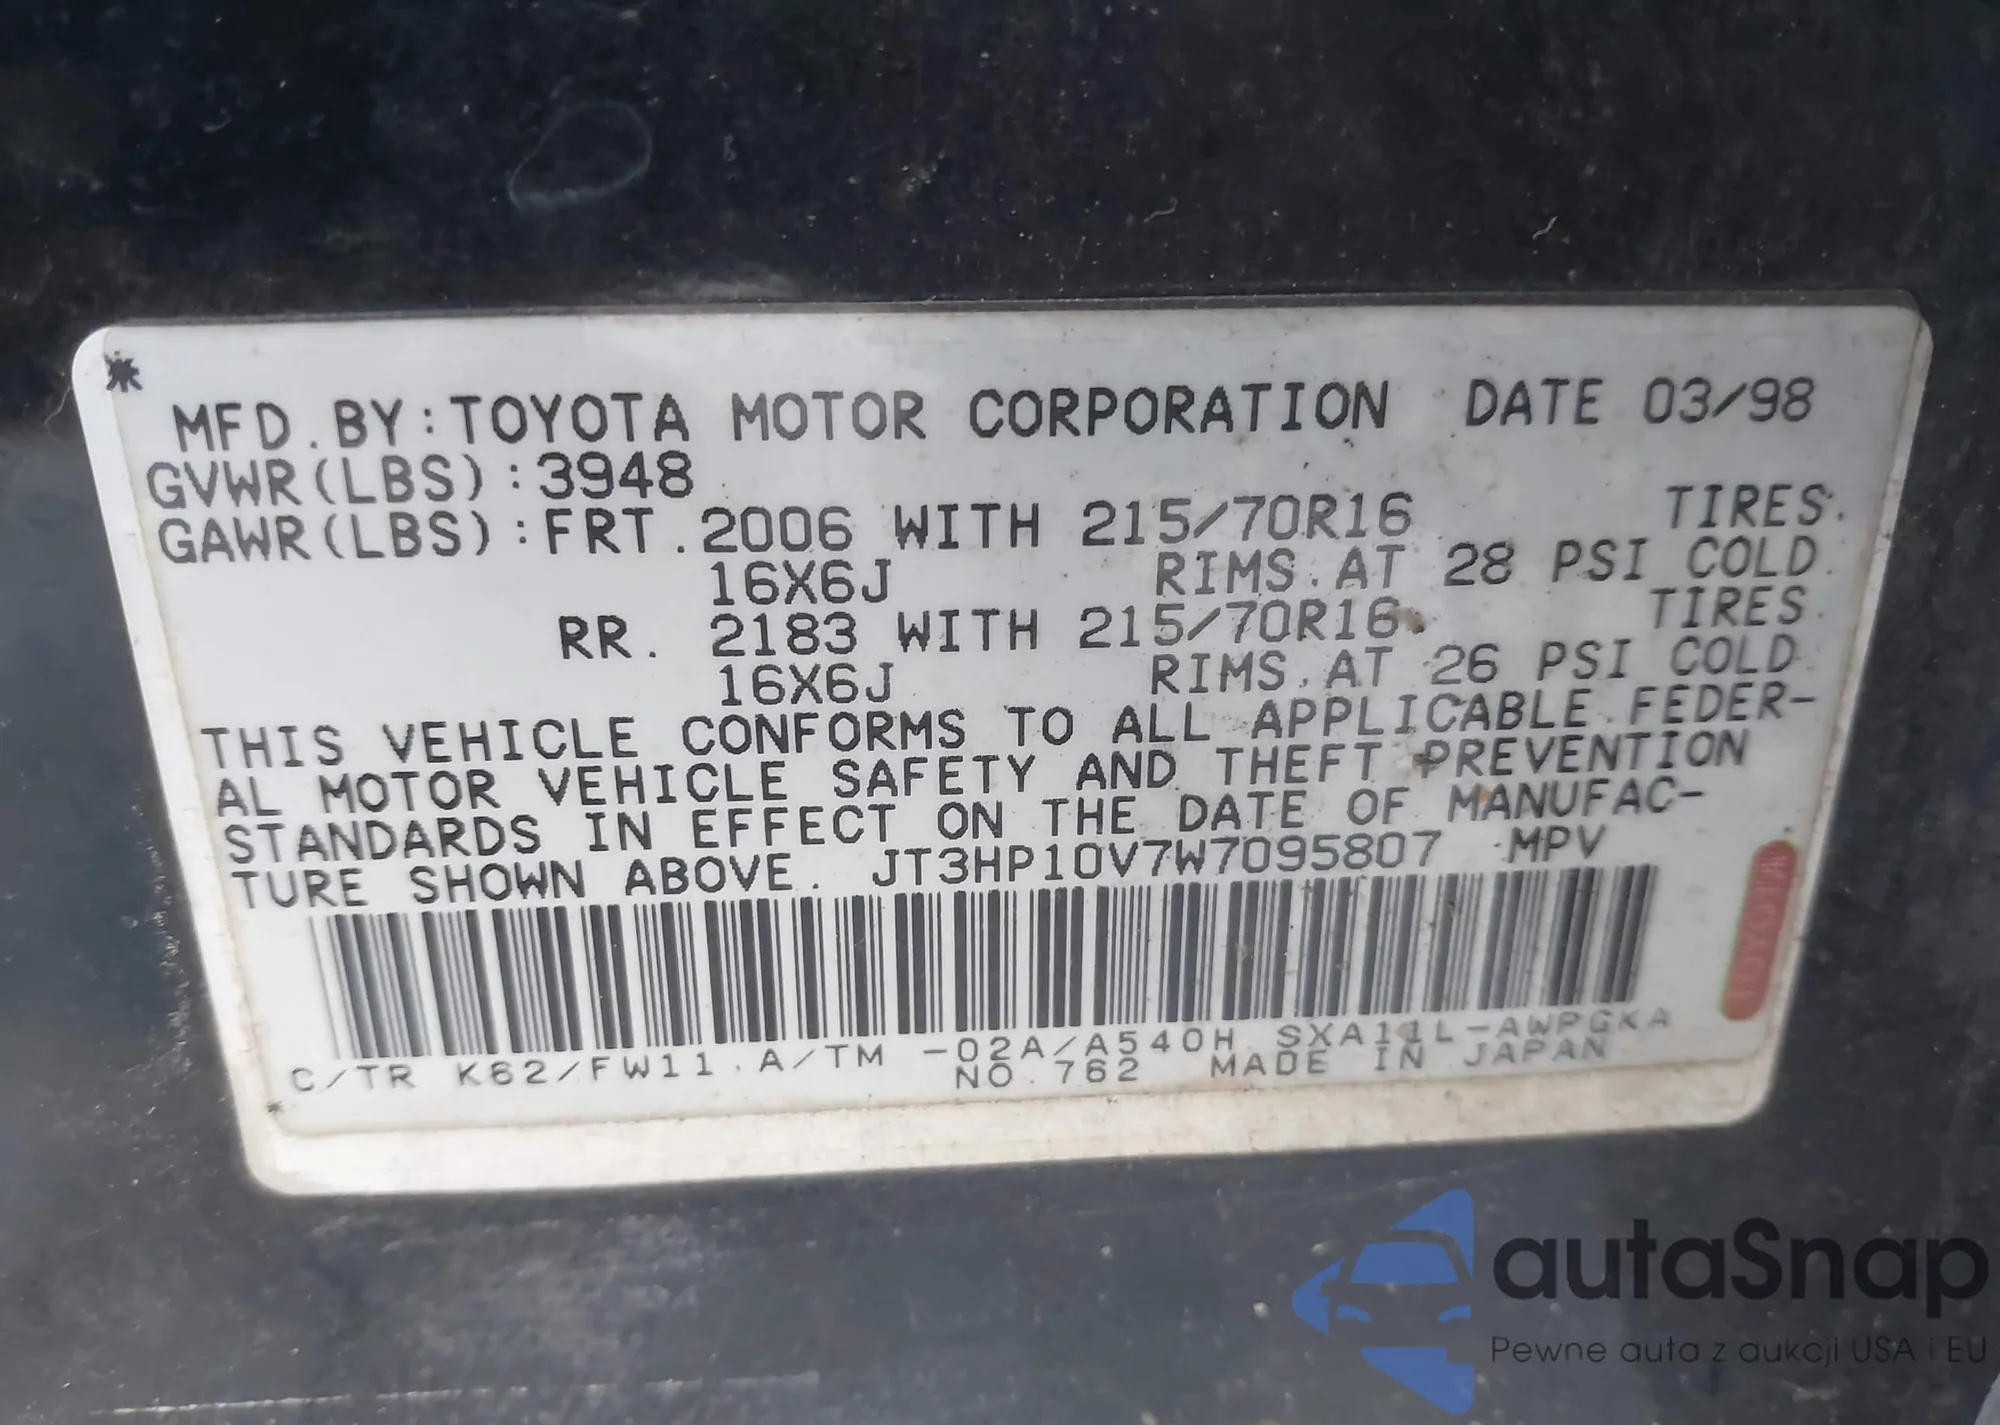 MFD.BY:TOYOTA MOTOR CORPORATION DATE 03/98
GVWR(LBS):3948
GAWR(LBS):FRT.2006 WITH 215/70R16 TIRES.
16X6J RIMS.AT 28 PSI COLD.
RR. 2183 WITH 215/70R16 TIRES.
16X6J RIMS.AT 26 PSI COLD
THIS VEHICLE CONFORMS TO ALL APPLICABLE FEDER-
AL MOTOR VEHICLE SAFETY AND THEFT PREVENTION
STANDARDS IN EFFECT ON THE DATE OF MANUFAC-
TURE SHOWN ABOVE. JT3HP10V7W7095807 MPV
TOYOTA
C/TR K62/FW11.A/TM -02A/A540H SXA11L-AWPGKA
NO.762 MADE IN JAPAN
autaSnap
Pewne auta z aukcji USA i EU